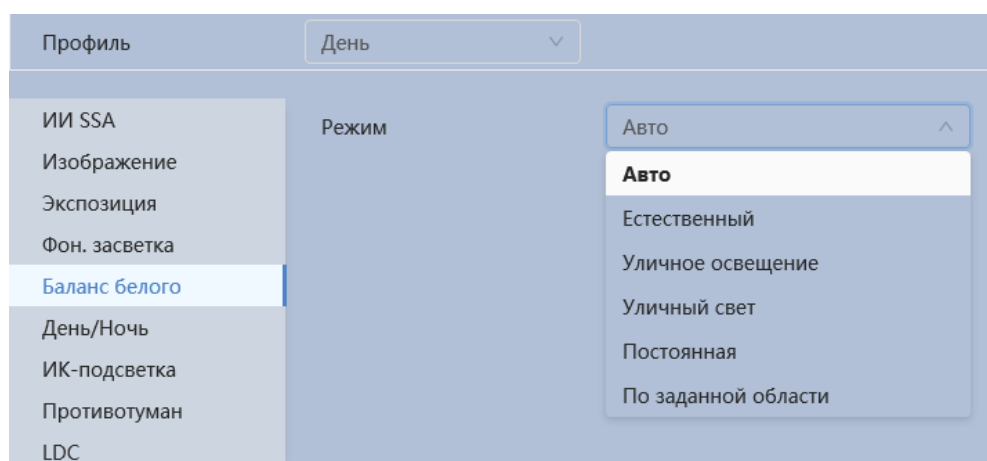 Профиль
День
ИИ SSA
Изображение
Экспозиция
Фон. засветка
Баланс белого
День/Ночь
ИК-подсветка
Противотуман
LDC
Режим
Авто
Авто
Естественный
Уличное освещение
Уличный свет
Постоянная
По заданной области